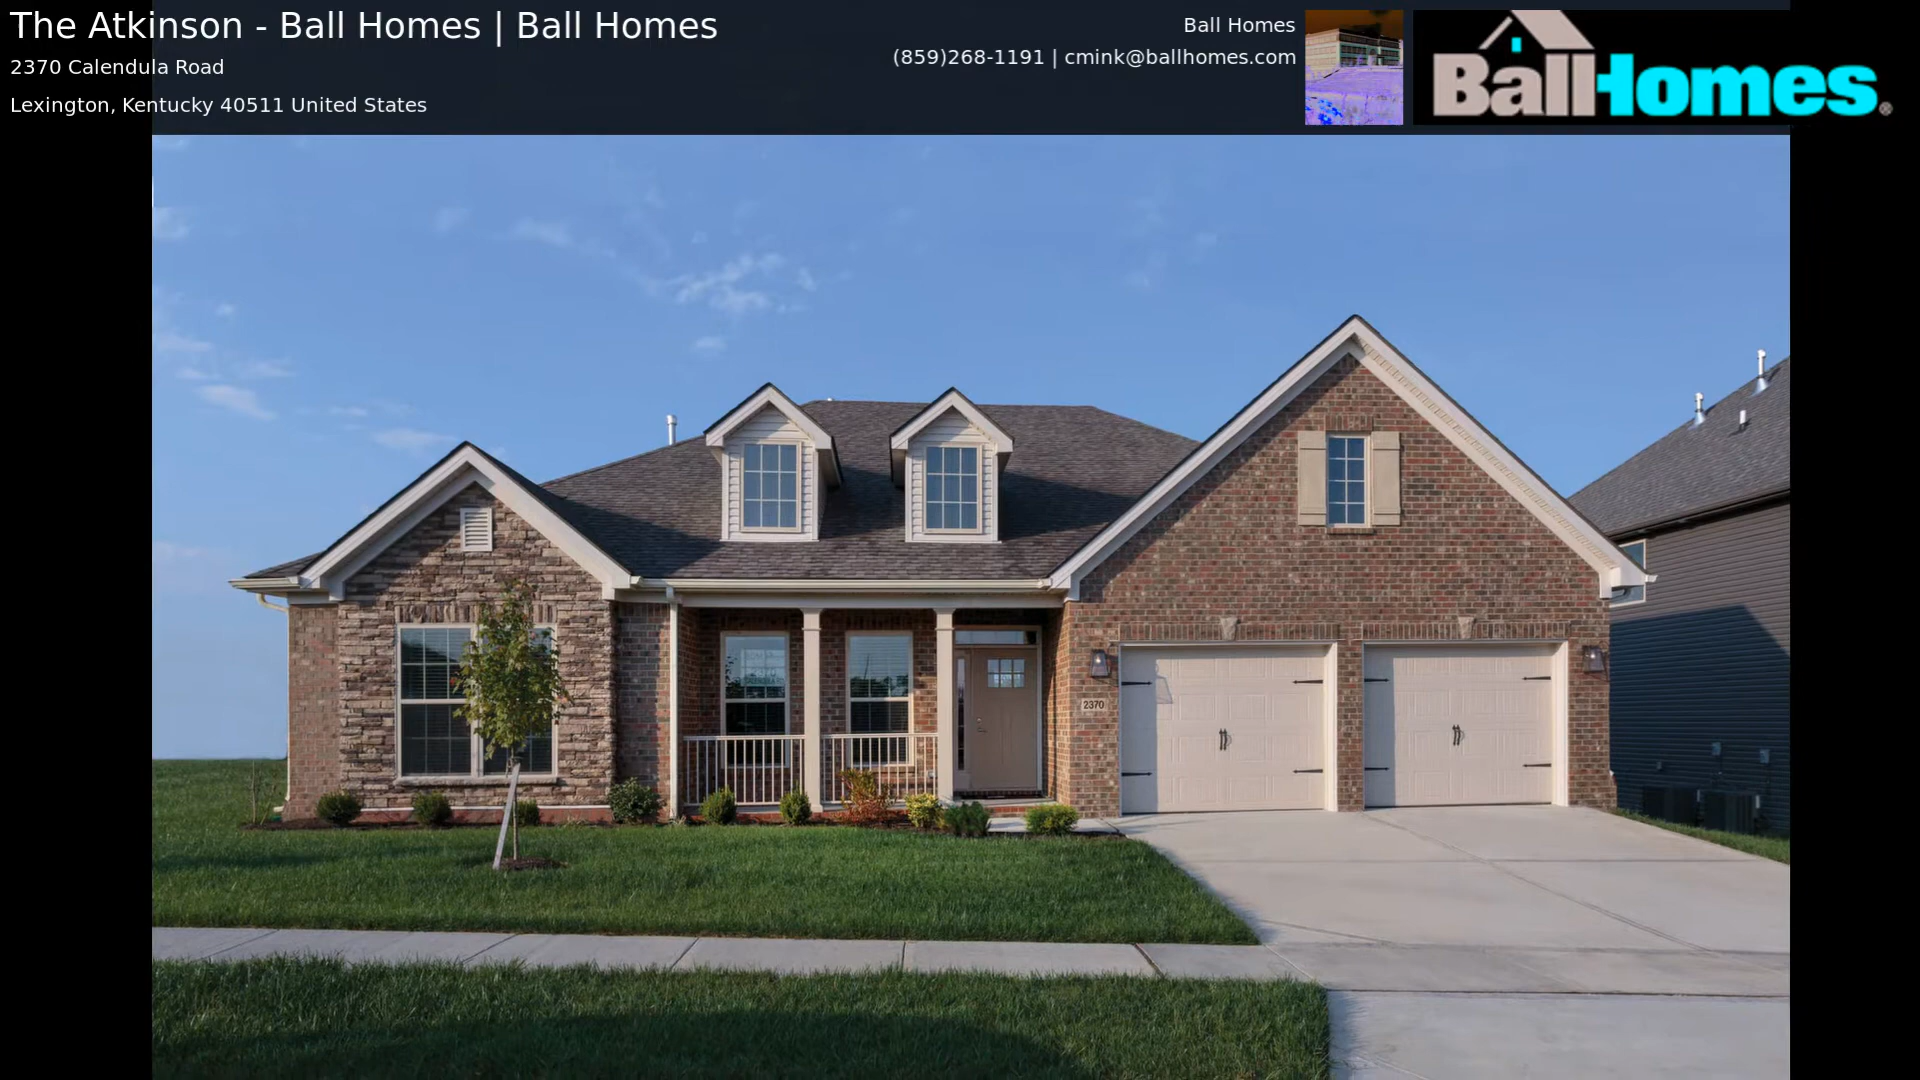 The Atkinson - Ball Homes | Ball Homes
2370 Calendula Road
Lexington, Kentucky 40511 United States
Ball Homes
(859)268-1191 | cmink@ballhomes.com
BallHomes®
2370